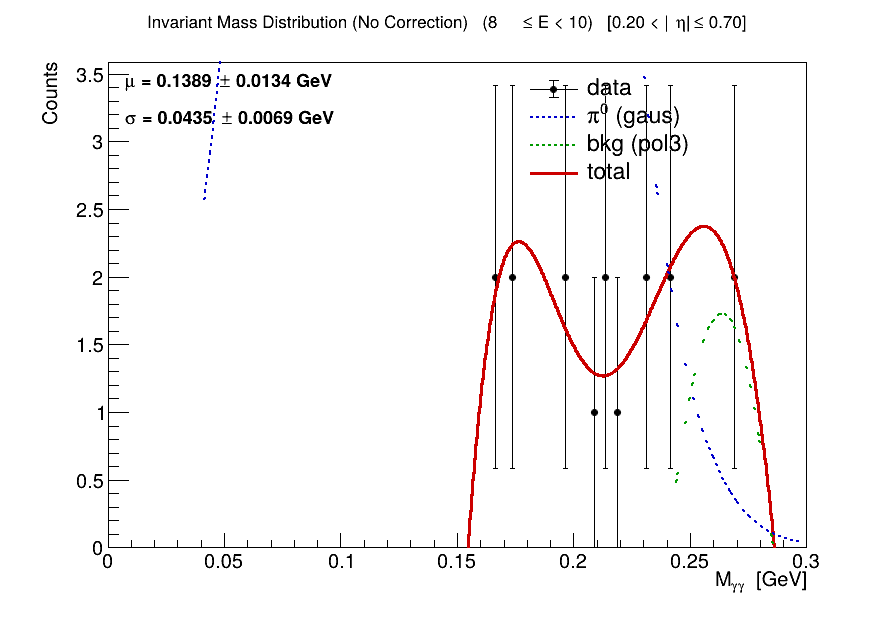 Invariant Mass Distribution (No Correction) (8 ≤ E < 10) [0.20 < | η| ≤ 0.70]
Counts
μ = 0.1389 ± 0.0134 GeV
σ = 0.0435 ± 0.0069 GeV
data
π⁰ (gaus)
bkg (pol3)
total
3.5
3
2.5
2
1.5
1
0.5
0
0 0.05 0.1 0.15 0.2 0.25 0.3
Mγγ [GeV]